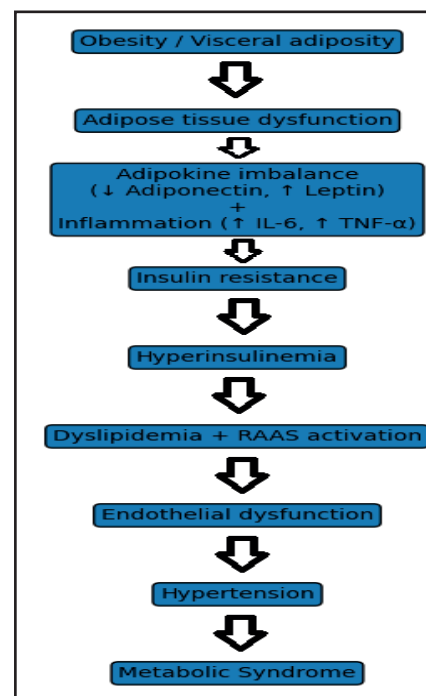 Obesity / Visceral adiposity
Adipose tissue dysfunction
Adipokine imbalance
(↓ Adiponectin, ↑ Leptin)
+
Inflammation (↑ IL-6, ↑ TNF-α)
Insulin resistance
Hyperinsulinemia
Dyslipidemia + RAAS activation
Endothelial dysfunction
Hypertension
Metabolic Syndrome